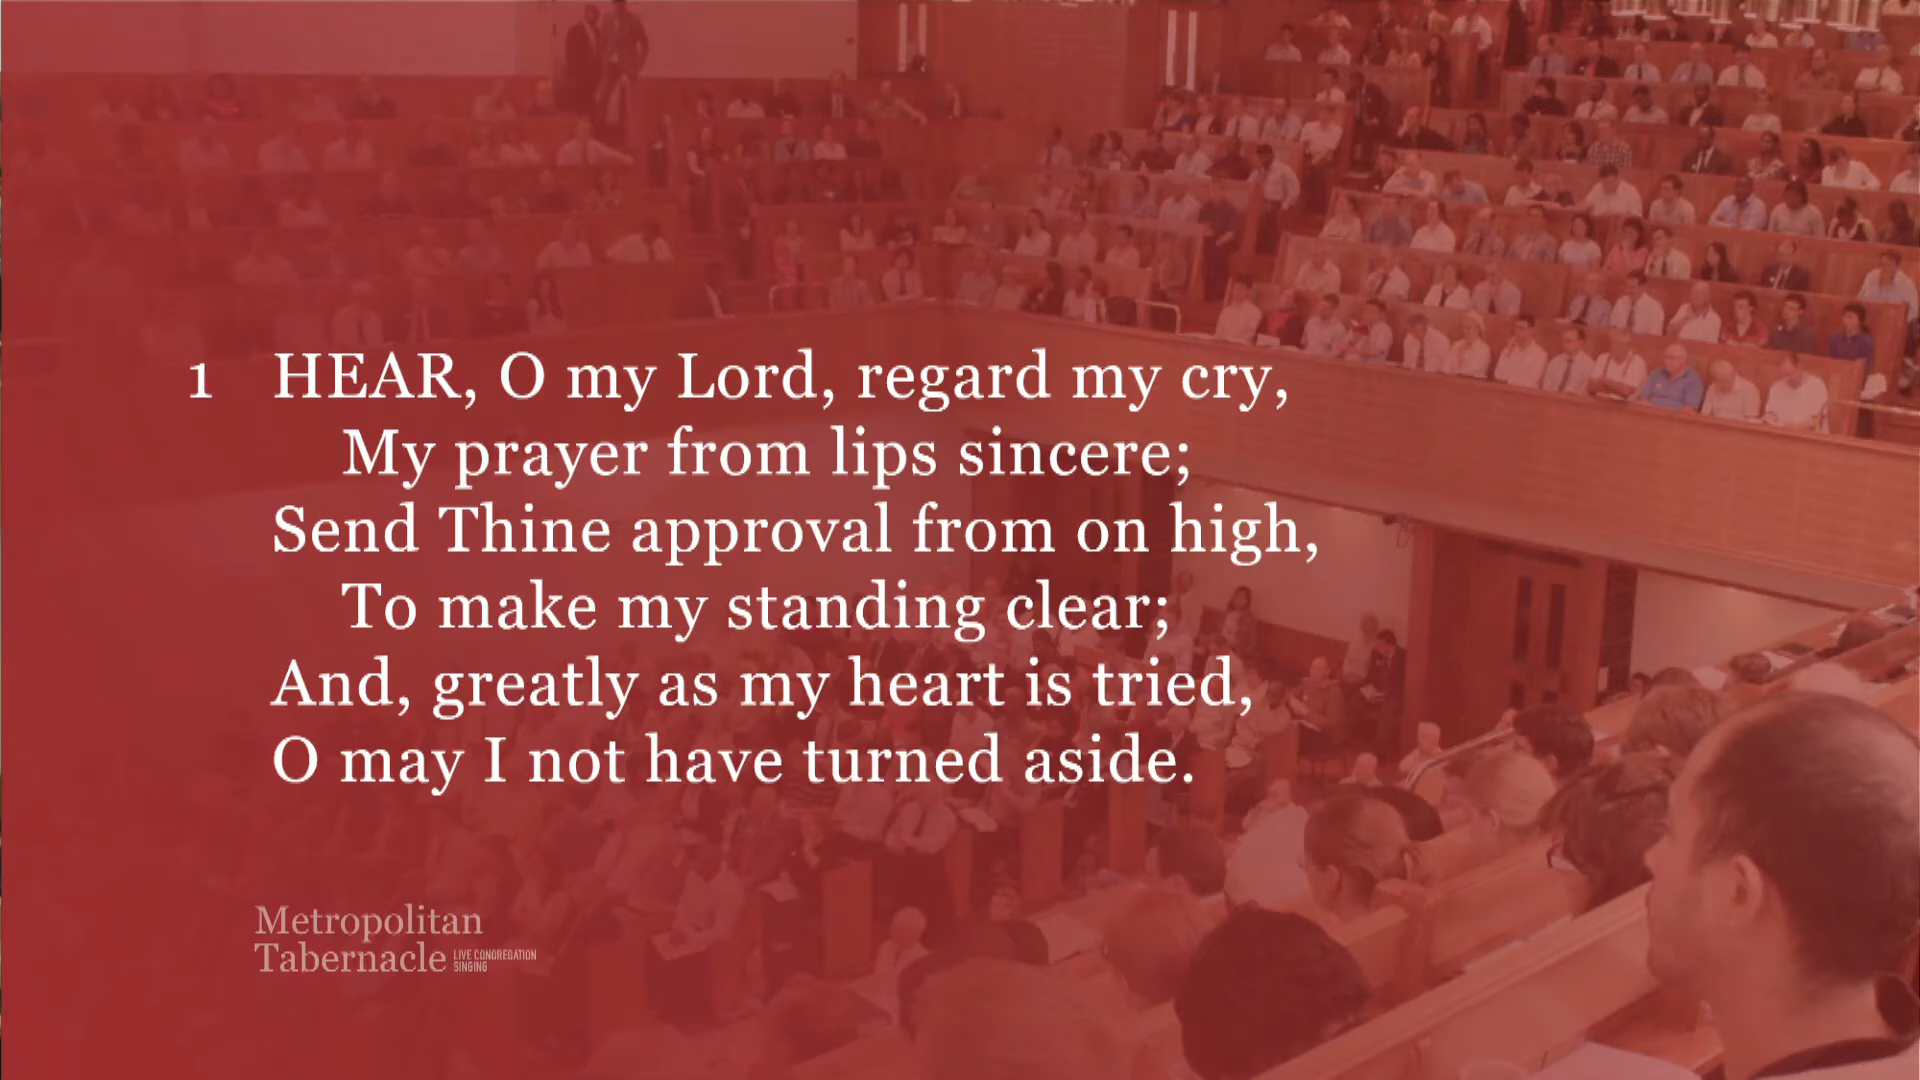 1 HEAR, O my Lord, regard my cry,
My prayer from lips sincere;
Send Thine approval from on high,
To make my standing clear;
And, greatly as my heart is tried,
O may I not have turned aside.
Metropolitan
Tabernacle LIVE CONGREGATION
SINGING